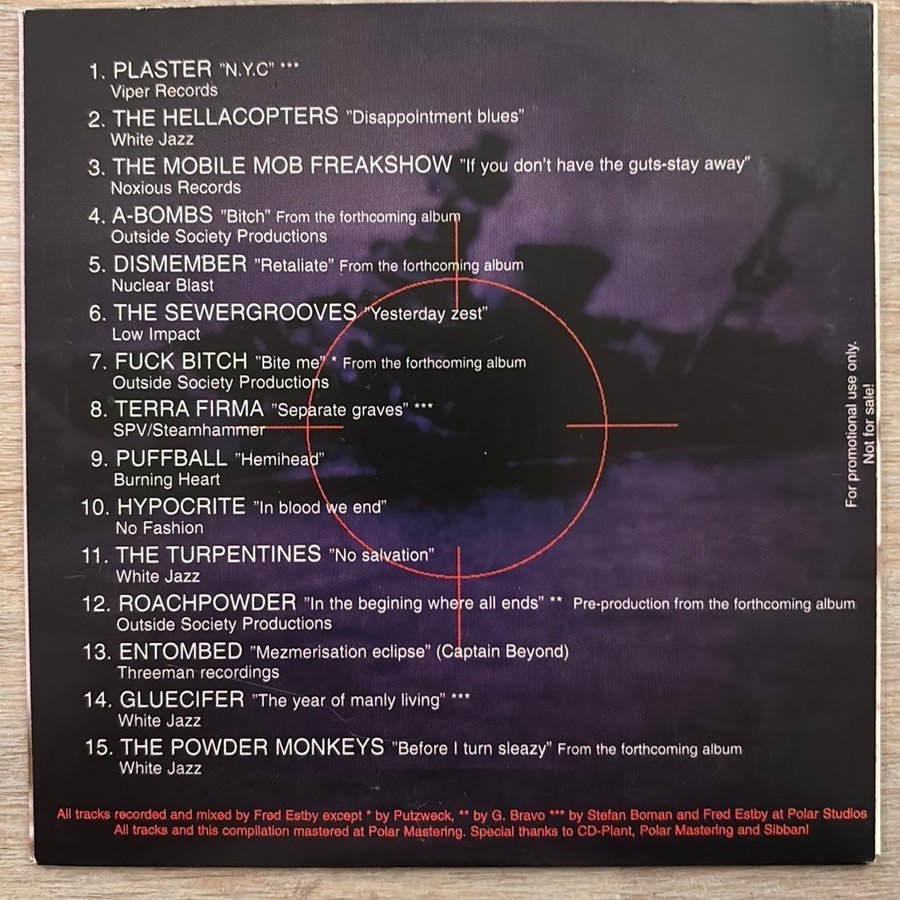 1. PLASTER ”N.Y.C” ***
Viper Records
2. THE HELLACOPTERS ”Disappointment blues”
White Jazz
3. THE MOBILE MOB FREAKSHOW ”If you don’t have the guts-stay away”
Noxious Records
4. A-BOMBS ”Bitch” From the forthcoming album
Outside Society Productions
5. DISMEMBER ”Retaliate” From the forthcoming album
Nuclear Blast
6. THE SEWERGROOVES ”Yesterday zest”
Low Impact
7. FUCK BITCH ”Bite me” * From the forthcoming album
Outside Society Productions
8. TERRA FIRMA ”Separate graves” ***
SPV/Steamhammer
9. PUFFBALL ”Hemihead”
Burning Heart
10. HYPOCRITE ”In blood we end”
No Fashion
11. THE TURPENTINES ”No salvation”
White Jazz
12. ROACHPOWDER ”In the begining where all ends” ** Pre-production from the forthcoming album
Outside Society Productions
13. ENTOMBED ”Mezmerisation eclipse” (Captain Beyond)
Threeman recordings
14. GLUECIFER ”The year of manly living” ***
White Jazz
15. THE POWDER MONKEYS ”Before I turn sleazy” From the forthcoming album
White Jazz
For promotional use only.
Not for sale!
All tracks recorded and mixed by Fred Estby except * by Putzweck, ** by G. Bravo *** by Stefan Boman and Fred Estby at Polar Studios
All tracks and this compilation mastered at Polar Mastering. Special thanks to CD-Plant, Polar Mastering and Sibban!